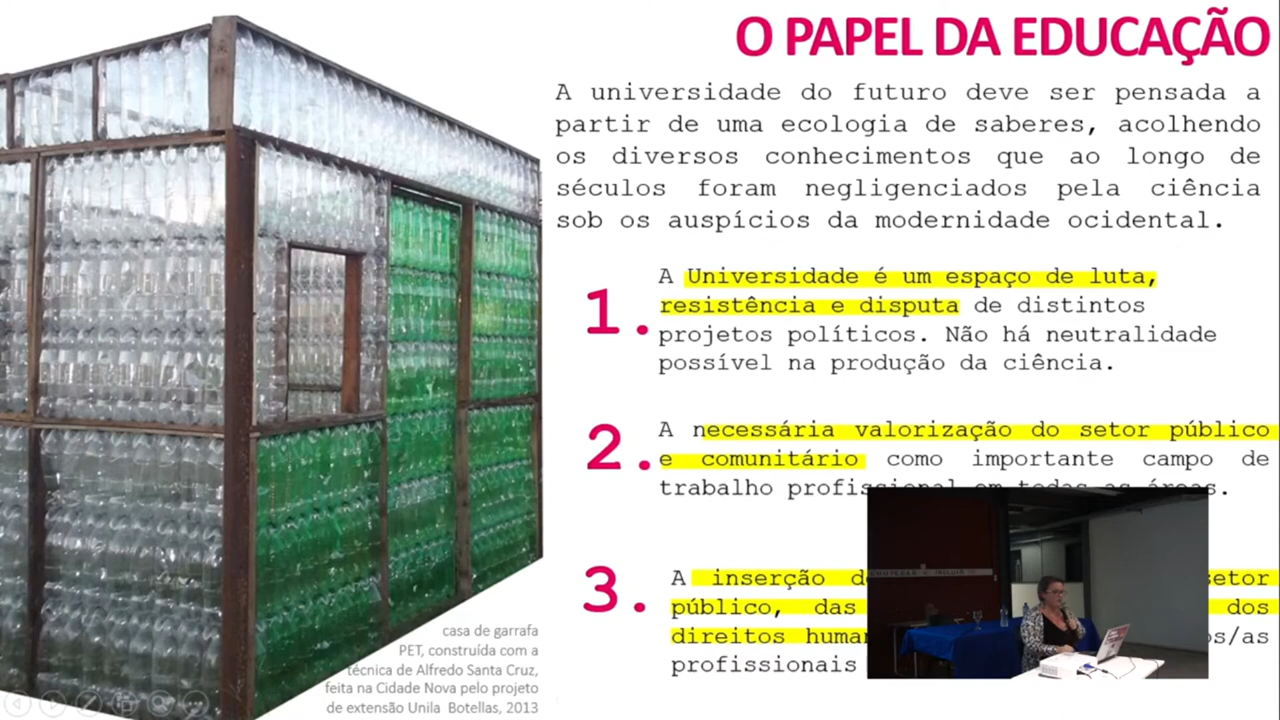 O PAPEL DA EDUCAÇÃO
A universidade do futuro deve ser pensada a
partir de uma ecologia de saberes, acolhendo
os diversos conhecimentos que ao longo de
séculos foram negligenciados pela ciência
sob os auspícios da modernidade ocidental.
1.
A Universidade é um espaço de luta,
resistência e disputa de distintos
projetos políticos. Não há neutralidade
possível na produção da ciência.
2.
A necessária valorização do setor público
e comunitário como importante campo de
trabalho profissional em todas as áreas.
3.
A inserção setor
público, das dos
direitos
profissionais
casa de garrafa
PET, construída com a
técnica de Alfredo Santa Cruz,
feita na Cidade Nova pelo projeto
de extensão Unila Botellas, 2013